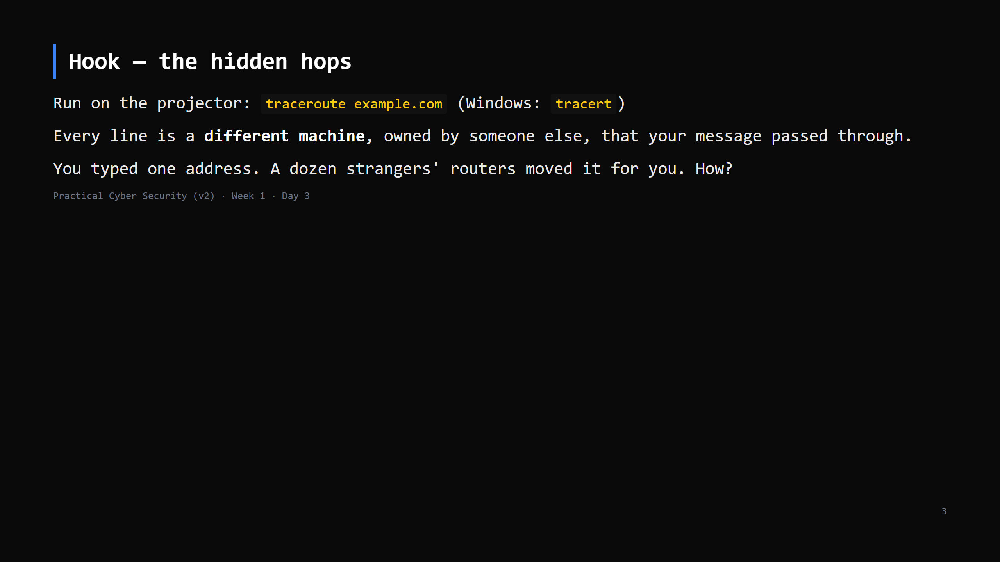 Hook — the hidden hops
Run on the projector: traceroute example.com (Windows: tracert)
Every line is a different machine, owned by someone else, that your message passed through.
You typed one address. A dozen strangers' routers moved it for you. How?
Practical Cyber Security (v2) · Week 1 · Day 3
3